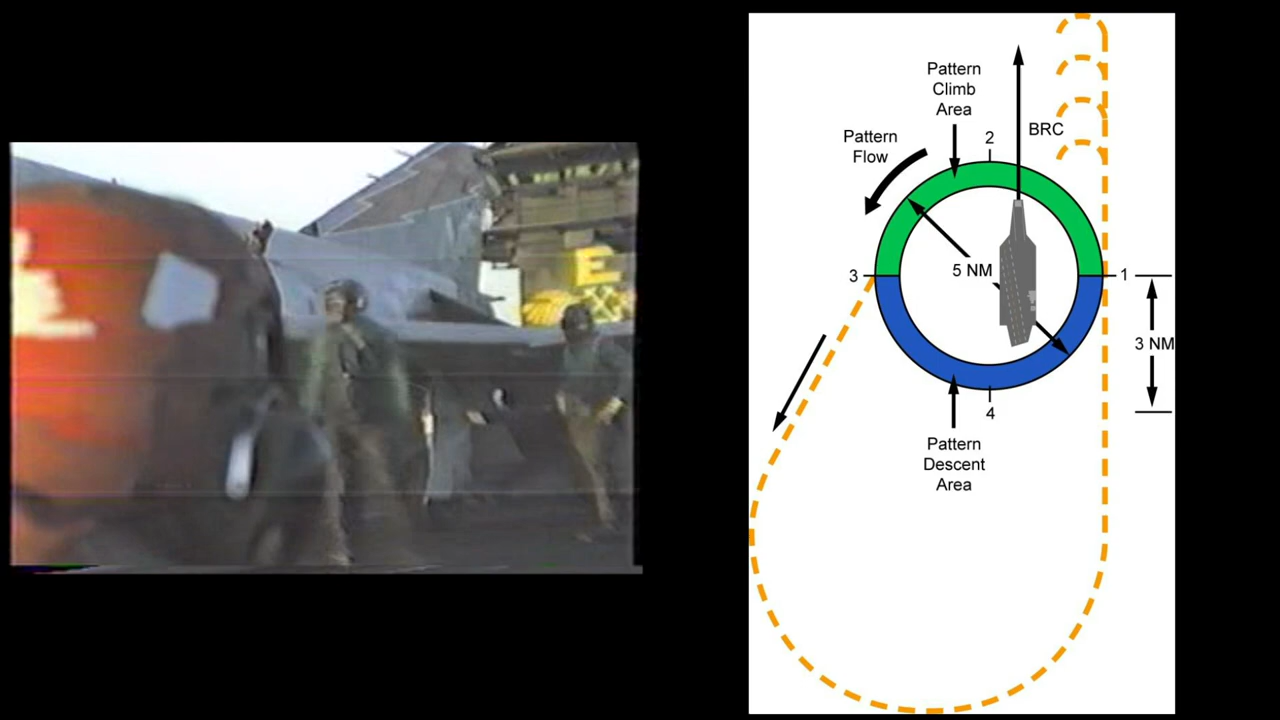 E
Pattern
Climb
Area
Pattern
Flow
BRC
2
5 NM
3
1
3 NM
4
Pattern
Descent
Area